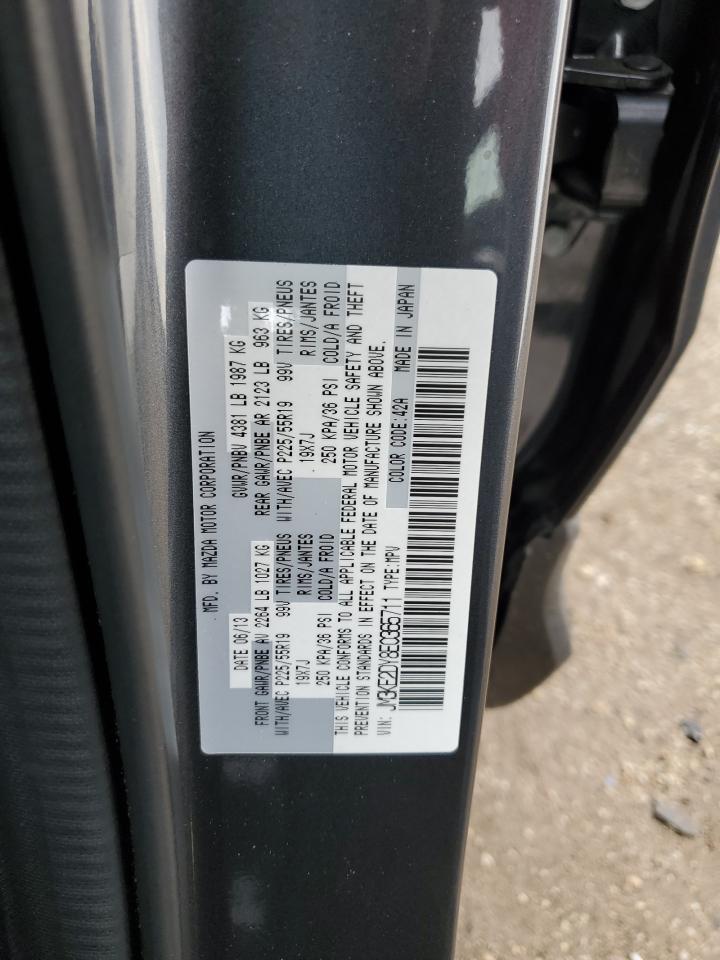 MFD. BY MAZDA MOTOR CORPORATION
DATE 06/13 GVWR/PNBV 4381 LB 1987 KG
FRONT GAWR/PNBE AV 2264 LB 1027 KG REAR GAWR/PNBE AR 2123 LB 963 KG
WITH/AVEC P225/55R19 99V TIRES/PNEUS WITH/AVEC P225/55R19 99V TIRES/PNEUS
19X7J RIMS/JANTES 19X7J RIMS/JANTES
250 KPA/36 PSI COLD/A FROID 250 KPA/36 PSI COLD/A FROID
THIS VEHICLE CONFORMS TO ALL APPLICABLE FEDERAL MOTOR VEHICLE SAFETY AND THEFT
PREVENTION STANDARDS IN EFFECT ON THE DATE OF MANUFACTURE SHOWN ABOVE.
VIN: JM3KE2DY8E0365711 TYPE:MPV COLOR CODE:42A MADE IN JAPAN